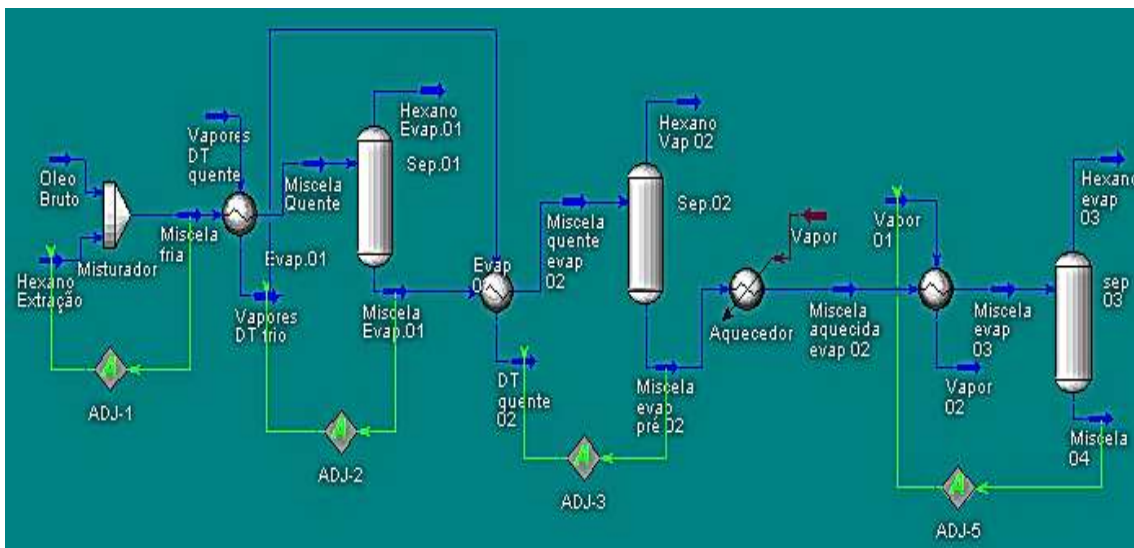 Oleo
Bruto
Hexano
Extração
Misturador
Miscela
fria
ADJ-1
Vapores
DT
quente
Evap.01
Vapores
DT frio
Miscela
Quente
Hexano
Evap.01
Sep.01
Miscela
Evap.01
ADJ-2
Evap
DT
quente
02
Miscela
quente
evap
02
Hexano
Vap 02
Sep.02
Miscela
evap
pré 02
ADJ-3
Aquecedor
Vapor
Miscela
aquecida
evap 02
Vapor
01
Vapor
02
Miscela
evap
03
Hexano
evap
03
sep
03
Miscela
04
ADJ-5